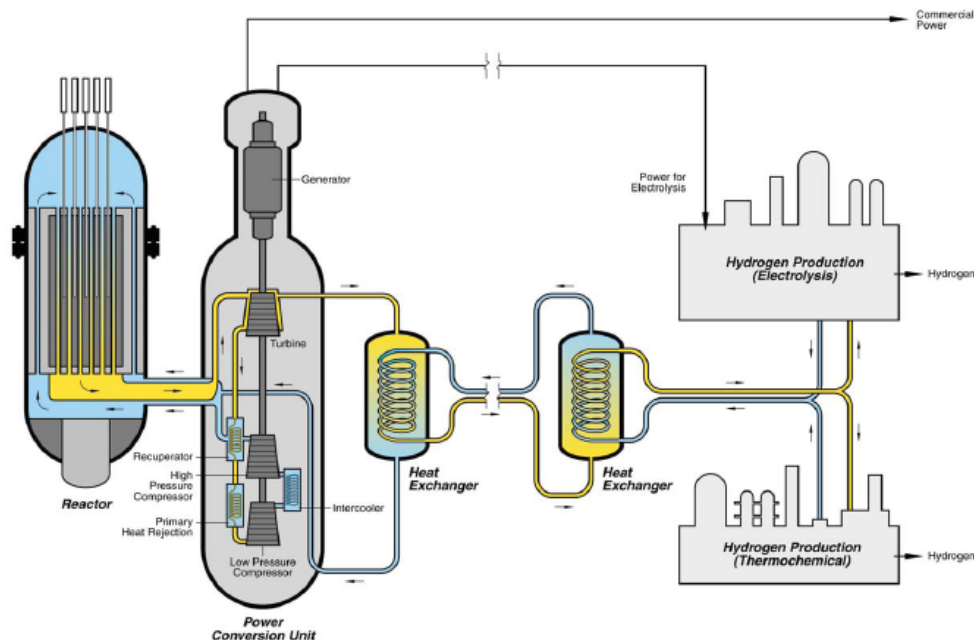 Commercial
Power
Generator
Power for
Electrolysis
Hydrogen Production
(Electrolysis)
Hydrogen
Turbine
Recuperator
High
Pressure
Compressor
Primary
Heat Rejection
Intercooler
Low Pressure
Compressor
Reactor
Power
Conversion Unit
Heat
Exchanger
Heat
Exchanger
Hydrogen Production
(Thermochemical)
Hydrogen